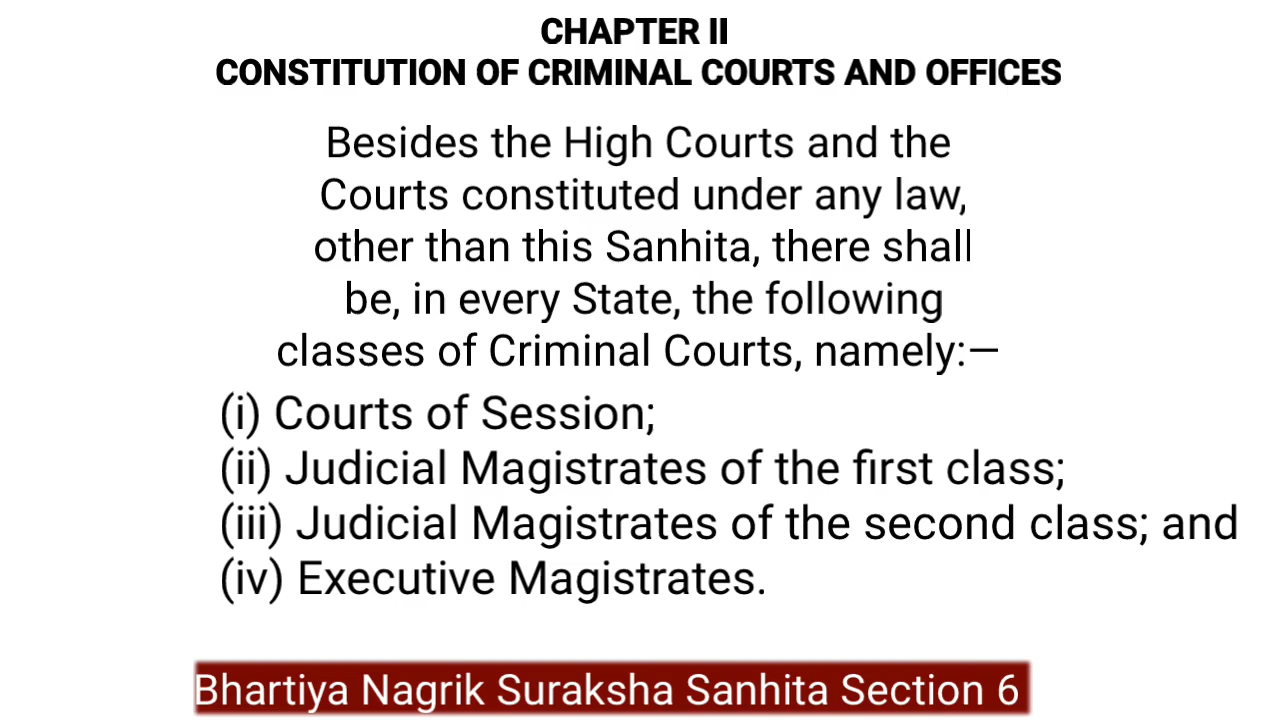 CHAPTER II
CONSTITUTION OF CRIMINAL COURTS AND OFFICES
Besides the High Courts and the
Courts constituted under any law,
other than this Sanhita, there shall
be, in every State, the following
classes of Criminal Courts, namely:—
(i) Courts of Session;
(ii) Judicial Magistrates of the first class;
(iii) Judicial Magistrates of the second class; and
(iv) Executive Magistrates.
Bhartiya Nagrik Suraksha Sanhita Section 6